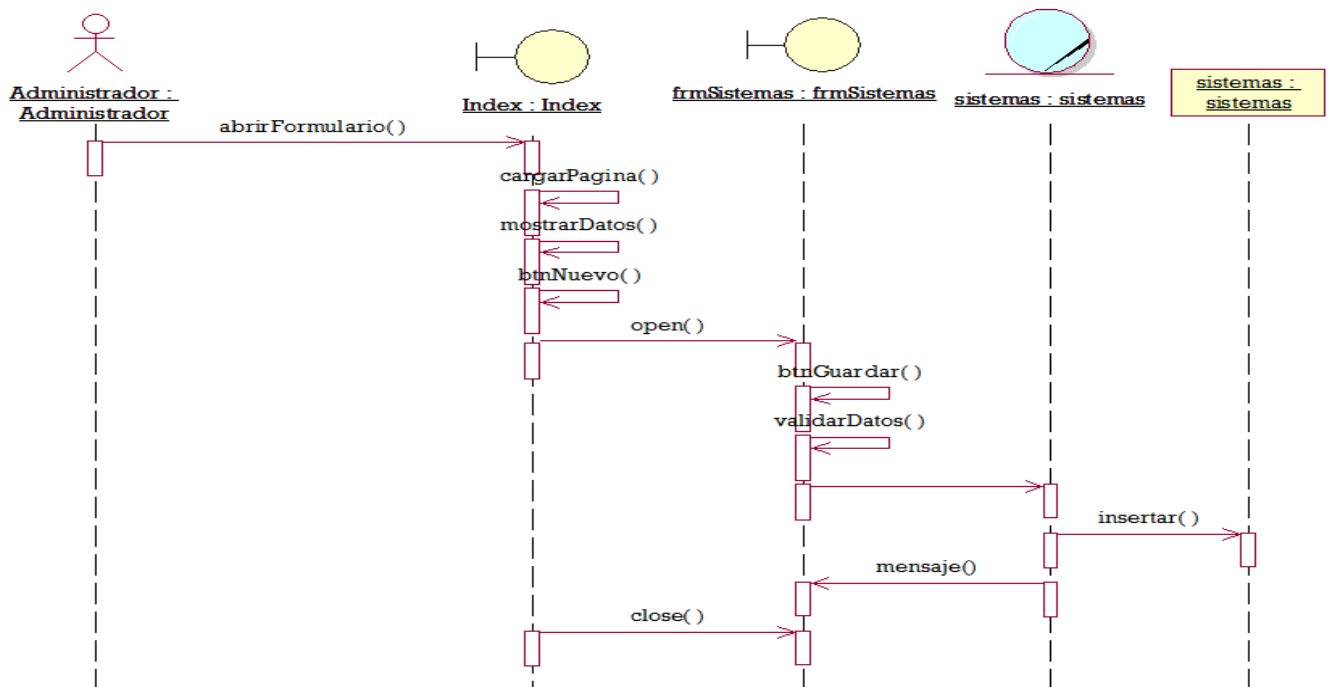 Administrador :
Administrador
Index : Index
frmSistemas : frmSistemas
sistemas : sistemas
sistemas :
sistemas
abrirFormulario( )
cargarPagina( )
mostrarDatos( )
btnNuevo( )
open( )
btnGuardar( )
validarDatos( )
insertar( )
mensaje()
close( )